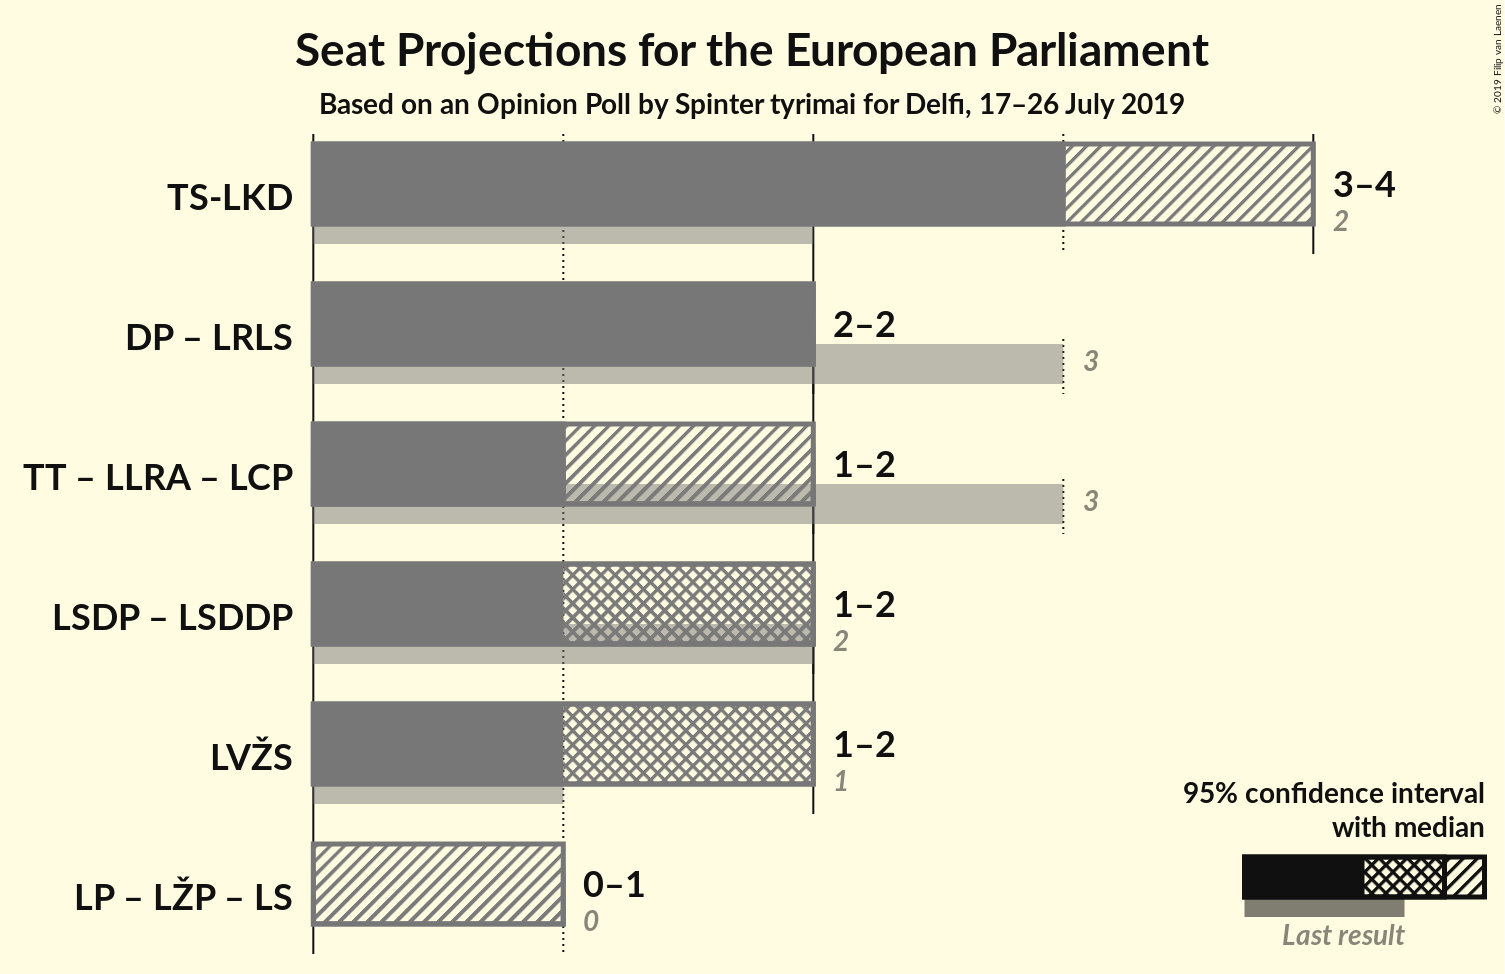 Seat Projections for the European Parliament
Based on an Opinion Poll by Spinter tyrimai for Delfi, 17–26 July 2019
© 2019 Filip van Laenen
TS-LKD
3–4
2
DP – LRLS
2–2
3
TT – LLRA – LCP
1–2
3
LSDP – LSDDP
1–2
2
LVŽS
1–2
1
LP – LŽP – LS
0–1
0
95% confidence interval
with median
Last result